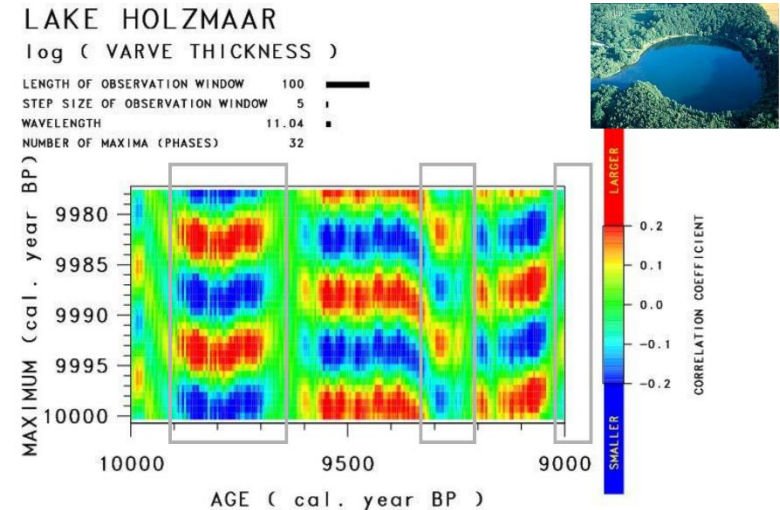 LAKE HOLZMAAR
log ( VARVE THICKNESS )
LENGTH OF OBSERVATION WINDOW 100
STEP SIZE OF OBSERVATION WINDOW 5
WAVELENGTH 11.04
NUMBER OF MAXIMA (PHASES) 32
MAXIMUM (cal. year BP)
9980
9985
9990
9995
10000
10000 9500 9000
AGE ( cal. year BP )
LARGER
0.2
0.1
0.0
-0.1
-0.2
SMALLER
CORRELATION COEFFICIENT